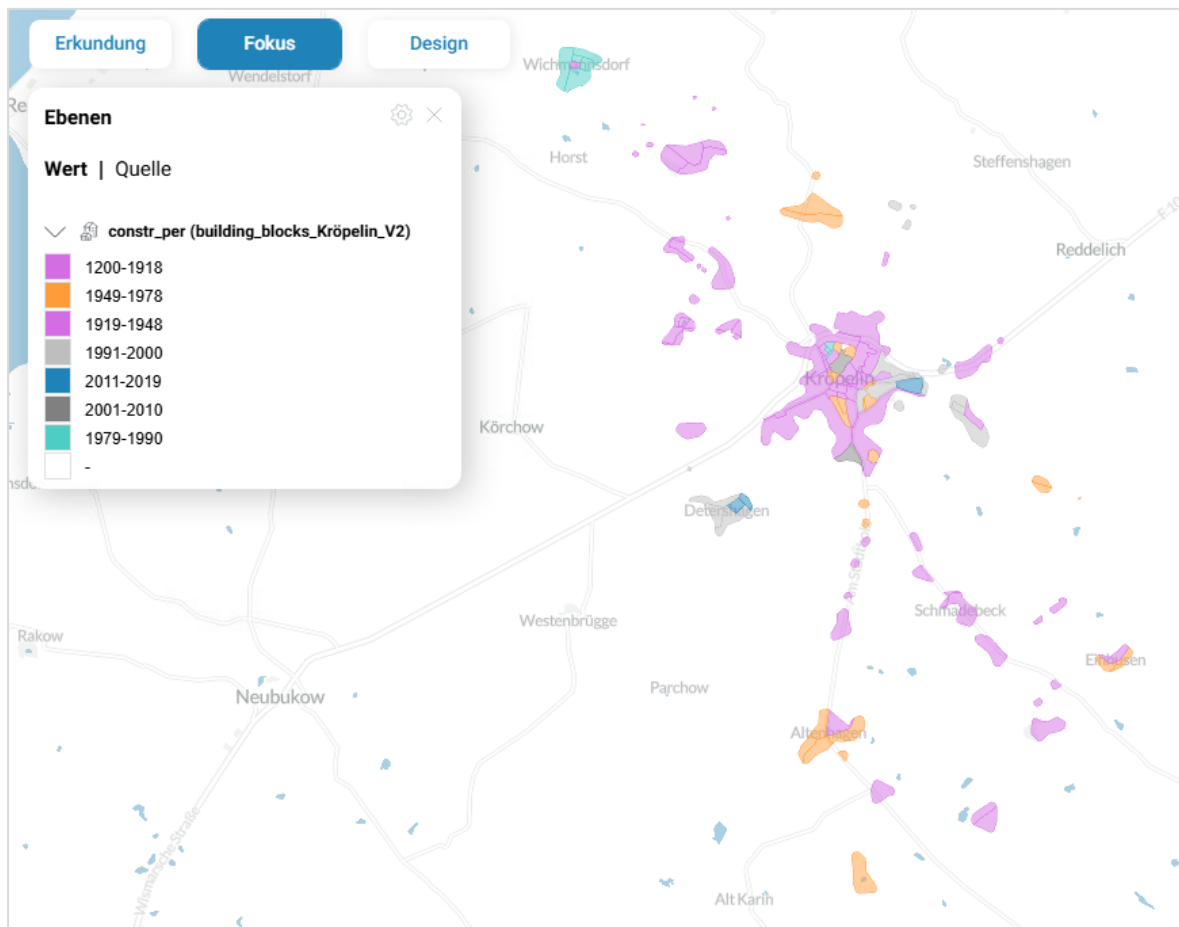 Erkundung
Fokus
Design
Wendelstorf
Wichmannsdorf
Ebenen
Wert | Quelle
constr_per (building_blocks_Kröpelin_V2)
1200-1918
1949-1978
1919-1948
1991-2000
2011-2019
2001-2010
1979-1990
-
Horst
Steffenshagen
Reddelich
Kröpelin
Körchow
Detershagen
Am Stadtholz
Schmadebeck
Westenbrügge
Rakow
Einhusen
Parchow
Neubukow
Altenhagen
Wismarsche Straße
Alt Karin